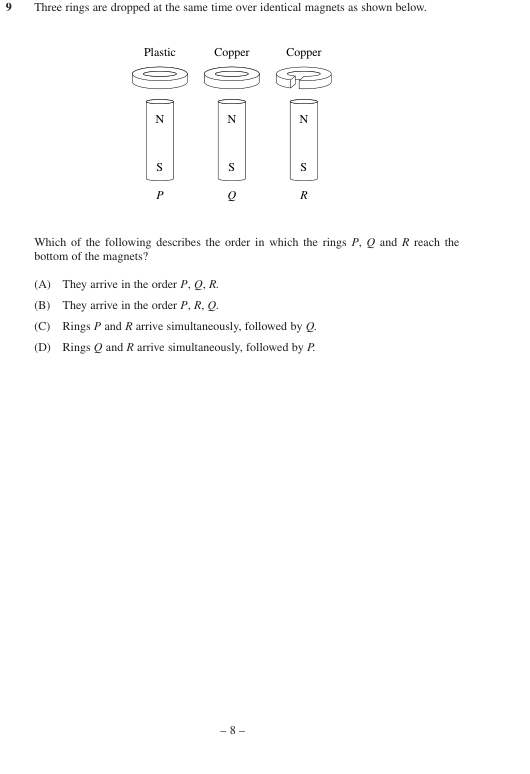 9 Three rings are dropped at the same time over identical magnets as shown below.
Plastic Copper Copper
N N N
S S S
P Q R
Which of the following describes the order in which the rings P, Q and R reach the
bottom of the magnets?
(A) They arrive in the order P, Q, R.
(B) They arrive in the order P, R, Q.
(C) Rings P and R arrive simultaneously, followed by Q.
(D) Rings Q and R arrive simultaneously, followed by P.
– 8 –